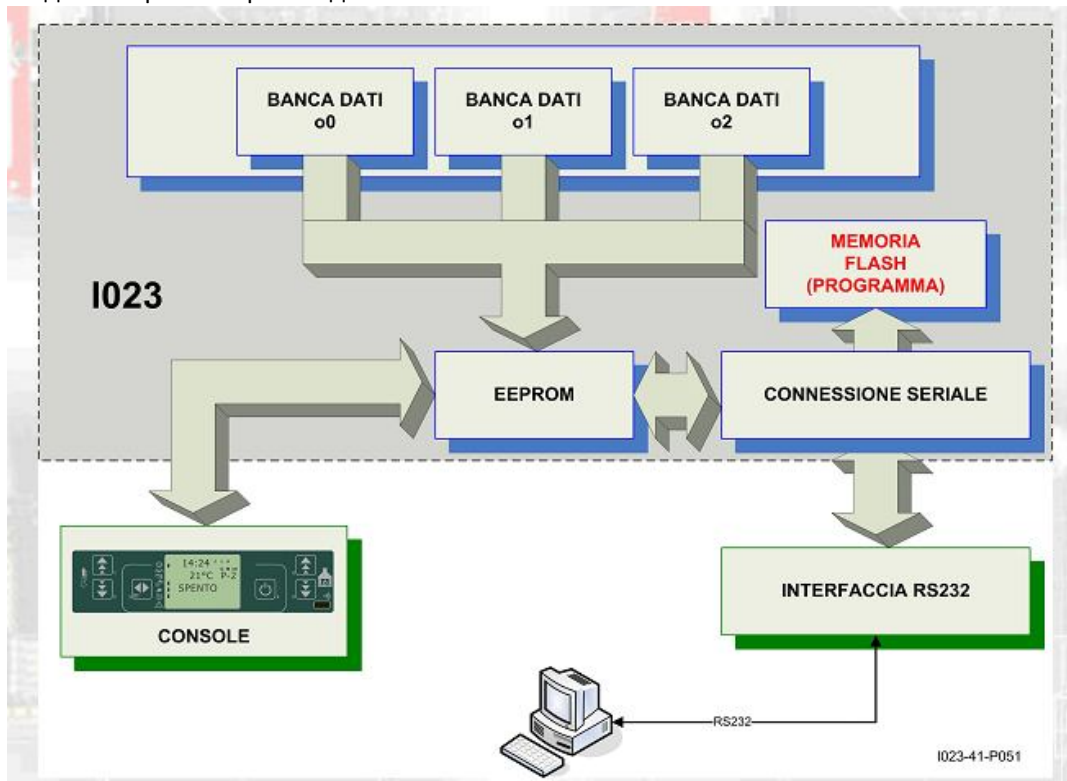 BANCA DATI
o0
BANCA DATI
o1
BANCA DATI
o2
MEMORIA
FLASH
(PROGRAMMA)
I023
EEPROM
CONNESSIONE SERIALE
14:24
21°C P-2
SPENTO
CONSOLE
INTERFACCIA RS232
RS232
I023-41-P051